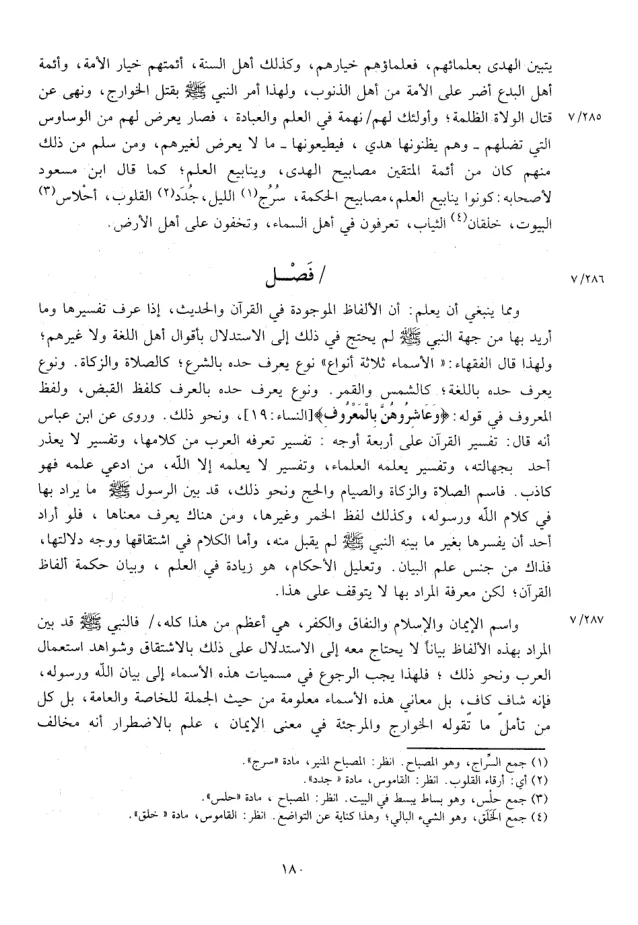 يتبين الهدى بعلمائهم، فعلماؤهم خيارهم، وكذلك أهل السنة، أئمتهم خيار الأمة، وأئمة
أهل البدع أضر على الأمة من أهل الذنوب، ولهذا أمر النبي ﷺ بقتل الخوارج، ونهى عن
٧/٢٨٥ قتال الولاة الظلمة؛ وأولئك لهم/ نهمة في العلم والعبادة ، فصار يعرض لهم من الوساوس
التي تضلهم ـ وهم يظنونها هدي ، فيطيعونها ـ ما لا يعرض لغيرهم، ومن سلم من ذلك
منهم كان من أئمة المتقين مصابيح الهدى، وينابيع العلم؛ كما قال ابن مسعود
لأصحابه: كونوا ينابيع العلم،مصابيح الحكمة، سُرُج(١) الليل،جُدَد(٢) القلوب، أحْلاس(٣)
البيوت، خلقان(٤) الثياب، تعرفون في أهل السماء، وتخفون على أهل الأرض.
٧/٢٨٦ / فَصْــل
ومما ينبغي أن يعلم: أن الألفاظ الموجودة في القرآن والحديث، إذا عرف تفسيرها وما
أريد بها من جهة النبي ﷺ لم يحتج في ذلك إلى الاستدلال بأقوال أهل اللغة ولا غيرهم؛
ولهذا قال الفقهاء: « الأسماء ثلاثة أنواع» نوع يعرف حده بالشرع؛ كالصلاة والزكاة. ونوع
يعرف حده باللغة؛ كالشمس والقمر. ونوع يعرف حده بالعرف كلفظ القبض، ولفظ
المعروف في قوله: ﴿وَعَاشِرُوهُنَّ بِالْمَعْرُوفِ﴾[النساء: ١٩]، ونحو ذلك. وروى عن ابن عباس
أنه قال: تفسير القرآن على أربعة أوجه : تفسير تعرفه العرب من كلامها، وتفسير لا يعذر
أحد بجهالته، وتفسير يعلمه العلماء، وتفسير لا يعلمه إلا الله، من ادعي علمه فهو
كاذب. فاسم الصلاة والزكاة والصيام والحج ونحو ذلك، قد بين الرسول ﷺ ما يراد بها
في كلام الله ورسوله، وكذلك لفظ الخمر وغيرها، ومن هناك يعرف معناها ، فلو أراد
أحد أن يفسرها بغير ما بينه النبي ﷺ لم يقبل منه، وأما الكلام في اشتقاقها ووجه دلالتها،
فذاك من جنس علم البيان. وتعليل الأحكام، هو زيادة في العلم ، وبيان حكمة ألفاظ
القرآن؛ لكن معرفة المراد بها لا يتوقف على هذا.
٧/٢٨٧ واسم الإيمان والإسلام والنفاق والكفر، هي أعظم من هذا كله،/ فالنبي ﷺ قد بين
المراد بهذه الألفاظ بياناً لا يحتاج معه إلى الاستدلال على ذلك بالاشتقاق وشواهد استعمال
العرب ونحو ذلك ؛ فلهذا يجب الرجوع في مسميات هذه الأسماء إلى بيان الله ورسوله،
فإنه شاف كاف، بل معاني هذه الأسماء معلومة من حيث الجملة للخاصة والعامة، بل كل
من تأمل ما تقوله الخوارج والمرجئة في معنى الإيمان ، علم بالاضطرار أنه مخالف
(١) جمع السِّراج، وهو المصباح. انظر: المصباح المنير، مادة «سرج».
(٢) أي: أرقاء القلوب. انظر: القاموس، مادة « جدد».
(٣) جمع حلْس، وهو بساط يبسط في البيت. انظر: المصباح ، مادة «حلس».
(٤) جمع الخَلَق، وهو الشيء البالي؛ وهذا كناية عن التواضع. انظر: القاموس، مادة « خلق».
١٨٠